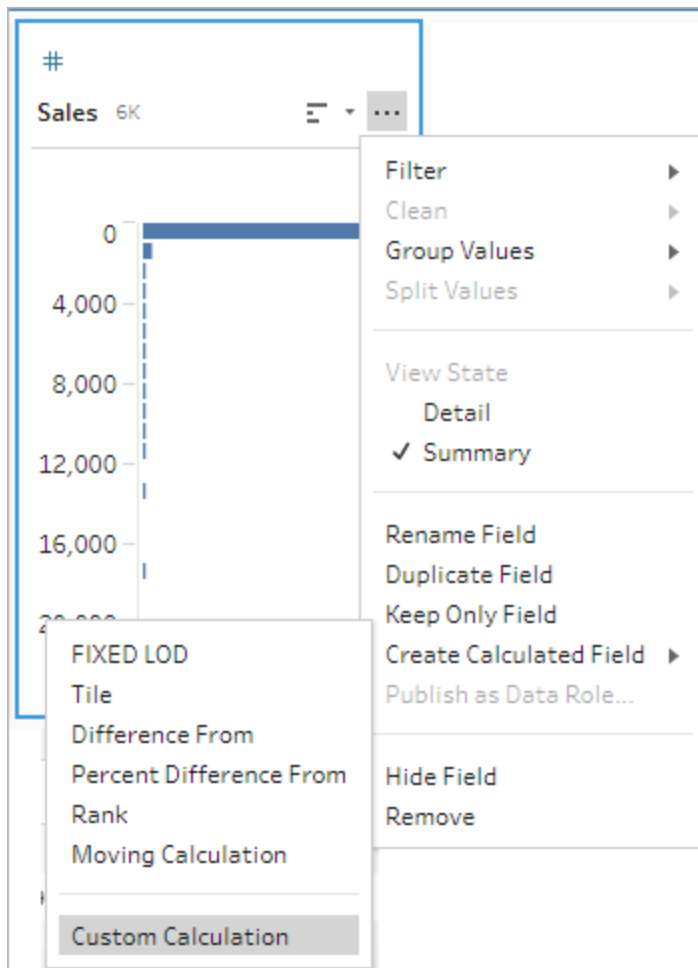 #
Sales 6K
0
4,000
8,000
12,000
16,000
Filter
Clean
Group Values
Split Values
View State
Detail
✓ Summary
Rename Field
Duplicate Field
Keep Only Field
Create Calculated Field
Publish as Data Role...
Hide Field
Remove
FIXED LOD
Tile
Difference From
Percent Difference From
Rank
Moving Calculation
Custom Calculation